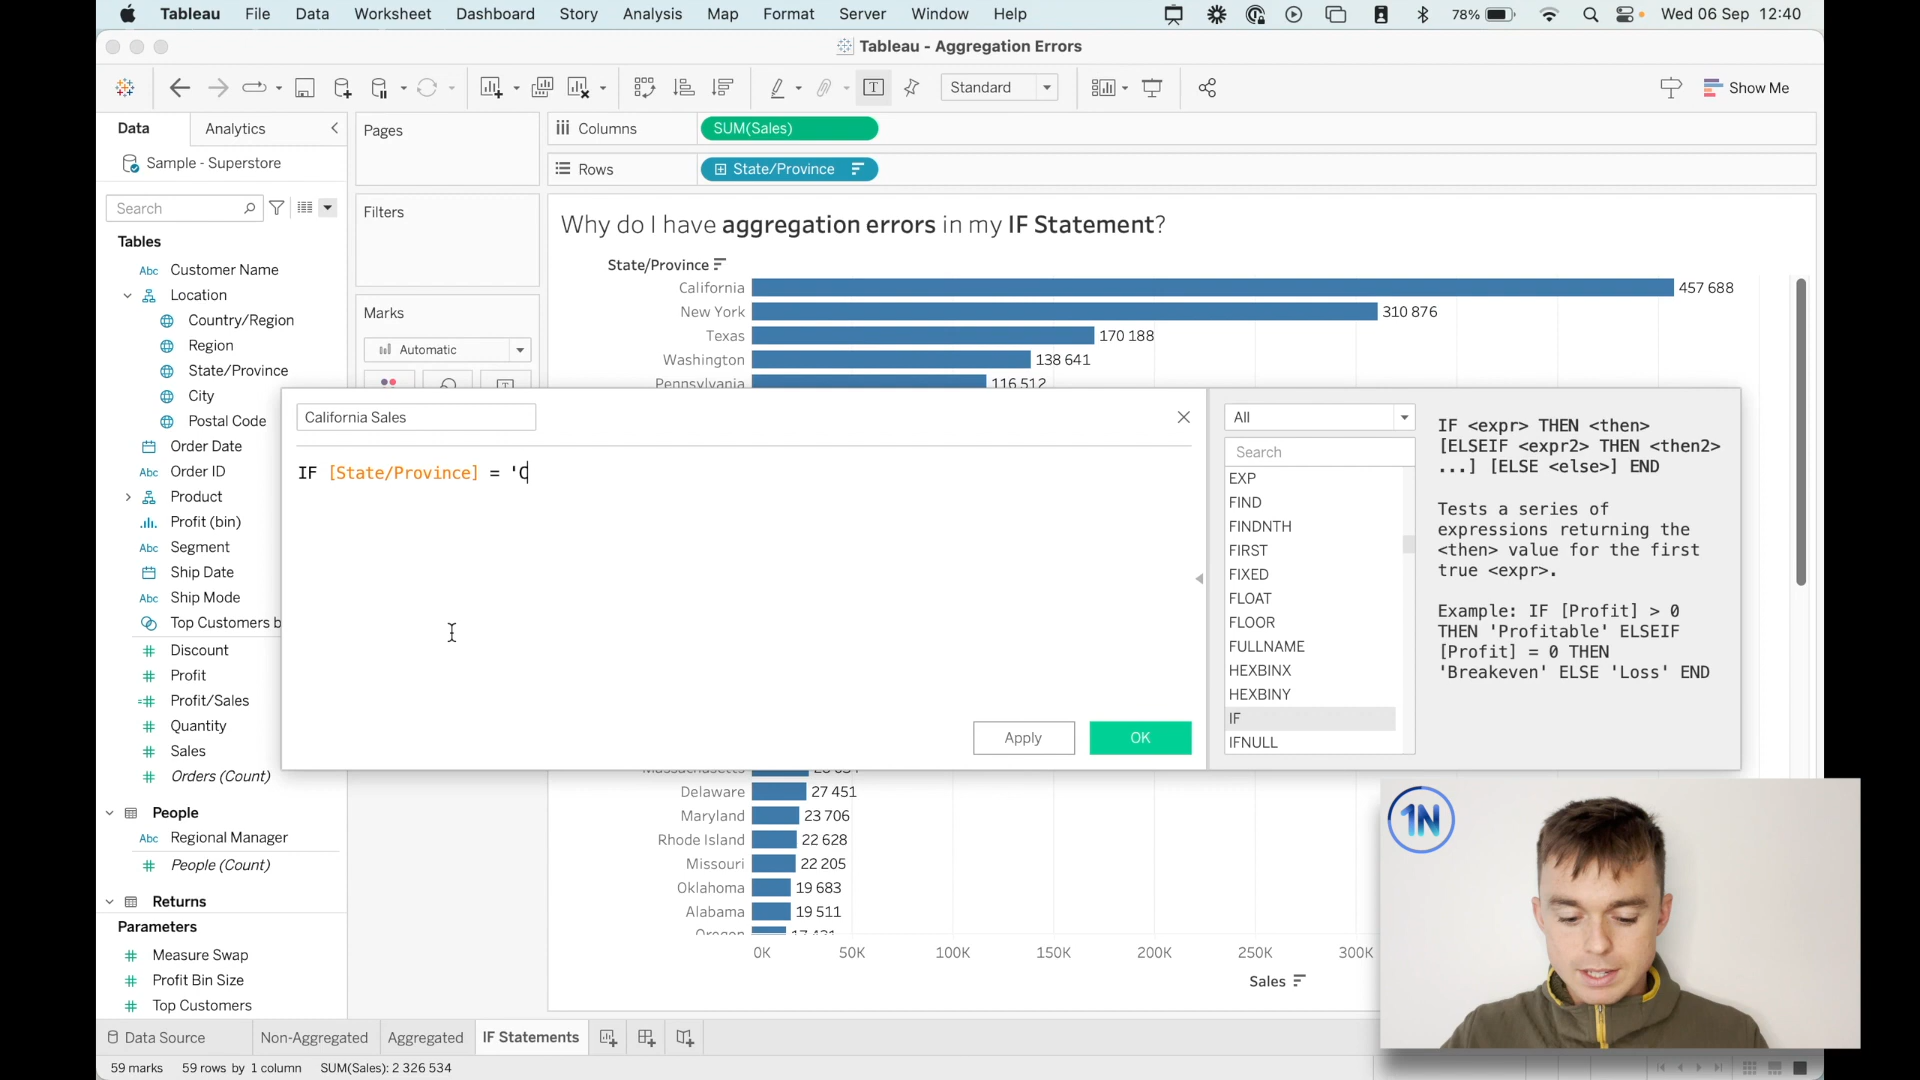 Tableau File Data Worksheet Dashboard Story Analysis Map Format Server Window Help 78% Wed 06 Sep 12:40
Tableau - Aggregation Errors
Standard Show Me
Data Analytics
Sample - Superstore
Search
Tables
Abc Customer Name
Location
Country/Region
Region
State/Province
City
Postal Code
Order Date
Abc Order ID
Product
Profit (bin)
Abc Segment
Ship Date
Abc Ship Mode
Top Customers b
Discount
Profit
=# Profit/Sales
# Quantity
# Sales
# Orders (Count)
People
Abc Regional Manager
# People (Count)
Returns
Parameters
# Measure Swap
# Profit Bin Size
# Top Customers
Pages
Filters
Marks
Automatic
Columns SUM(Sales)
Rows State/Province
Why do I have aggregation errors in my IF Statement?
State/Province
California 457 688
New York 310 876
Texas 170 188
Washington 138 641
Pennsylvania 116 512
California Sales
IF [State/Province] = 'C
Apply OK
All
Search
EXP
FIND
FINDNTH
FIRST
FIXED
FLOAT
FLOOR
FULLNAME
HEXBINX
HEXBINY
IF
IFNULL
IF <expr> THEN <then>
[ELSEIF <expr2> THEN <then2>
...] [ELSE <else>] END
Tests a series of
expressions returning the
<then> value for the first
true <expr>.
Example: IF [Profit] > 0
THEN 'Profitable' ELSEIF
[Profit] = 0 THEN
'Breakeven' ELSE 'Loss' END
Massachusetts
Delaware 27 451
Maryland 23 706
Rhode Island 22 628
Missouri 22 205
Oklahoma 19 683
Alabama 19 511
Oregon 17 431
0K 50K 100K 150K 200K 250K 300K
Sales
1N
Data Source Non-Aggregated Aggregated IF Statements
59 marks 59 rows by 1 column SUM(Sales): 2 326 534